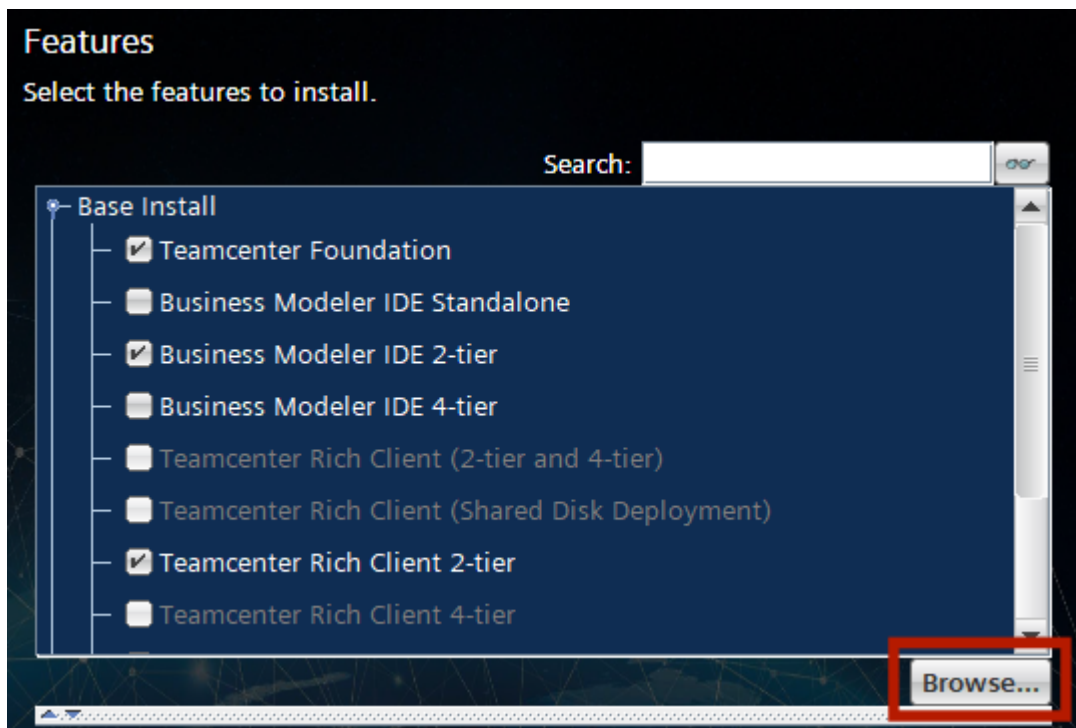 Features
Select the features to install.
Search:
Base Install
Teamcenter Foundation
Business Modeler IDE Standalone
Business Modeler IDE 2-tier
Business Modeler IDE 4-tier
Teamcenter Rich Client (2-tier and 4-tier)
Teamcenter Rich Client (Shared Disk Deployment)
Teamcenter Rich Client 2-tier
Teamcenter Rich Client 4-tier
Browse...